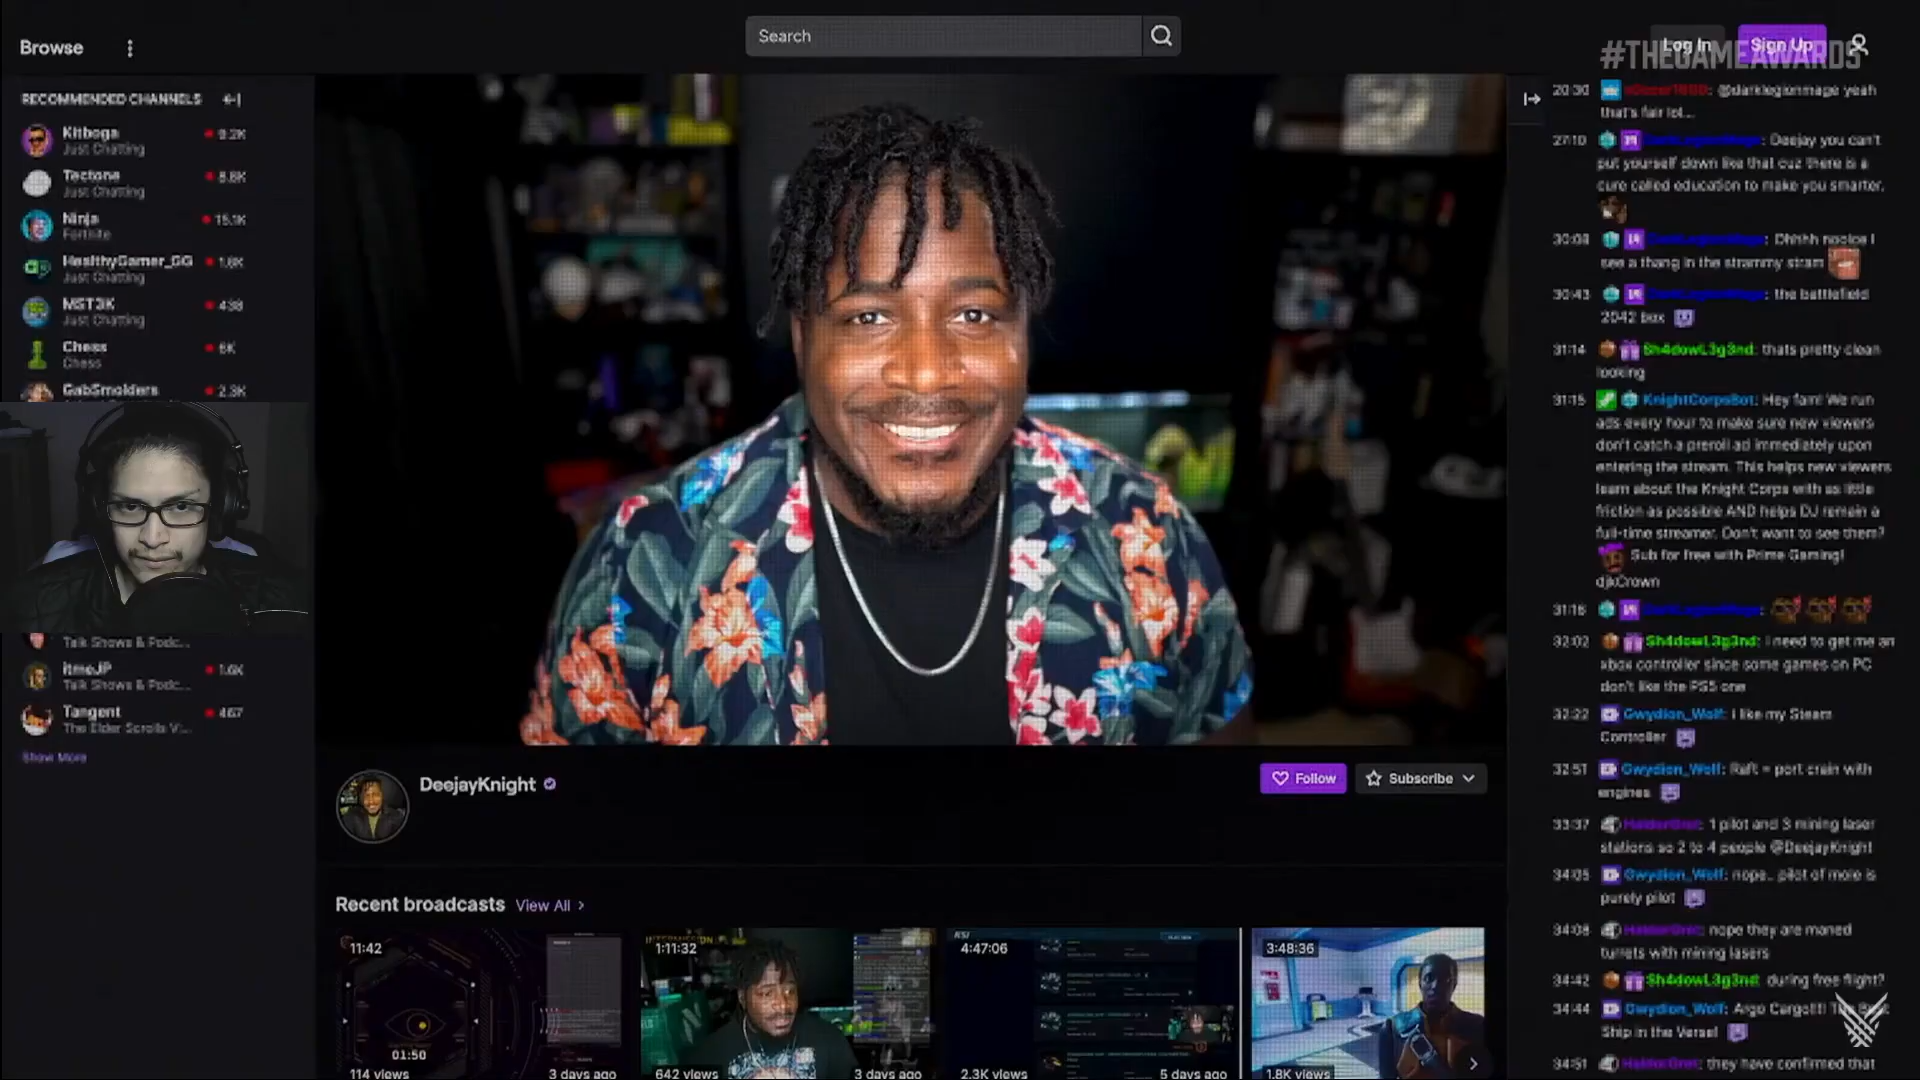 Browse
Search
Log In
Sign Up
#THEGAMEAWARDS
RECOMMENDED CHANNELS
Kitboga
9.2K
Just Chatting
Tectone
8.8K
Just Chatting
Ninja
15.1K
Fortnite
HealthyGamer_GG
1.8K
Just Chatting
MST3K
438
Just Chatting
Chess
6K
Chess
GabSmolders
2.3K
Talk Shows & Podc...
itmeJP
1.6K
Talk Shows & Podc...
Tangent
467
The Elder Scrolls V:...
Show More
DeejayKnight
Follow
Subscribe
Recent broadcasts
View All
11:42
01:50
114 views
3 days ago
1:11:32
642 views
3 days ago
4:47:06
2.3K views
5 days ago
3:48:36
1.8K views
20:30 : @darklegionmage yeah
that's fair lol...
27:10 DarkLegionMage: Deejay you can't
put yourself down like that cuz there is a
cure called education to make you smarter.
30:08 DarkLegionMage: Ohhhh nooice I
see a thang in the strammy stram
30:43 DarkLegionMage: the battlefield
2042 box
31:14 Sh4dowL3g3nd: thats pretty clean
looking
31:15 KnightCorpsBot: Hey fam! We run
ads every hour to make sure new viewers
don't catch a preroll ad immediately upon
entering the stream. This helps new viewers
learn about the Knight Corps with as little
friction as possible AND helps DJ remain a
full-time streamer. Don't want to see them?
Sub for free with Prime Gaming!
djkCrown
31:16 DarkLegionMage:
32:02 Sh4dowL3g3nd: i need to get me an
xbox controller since some games on PC
don't like the PS5 one
32:22 Gwydion_Wolf: I like my Steam
Controller
32:51 Gwydion_Wolf: Raft = port crain with
engines
33:37 : 1 pilot and 3 mining laser
stations so 2 to 4 people @DeejayKnight
34:05 Gwydion_Wolf: nope.. pilot of mole is
purely pilot
34:08 : nope they are maned
turrets with mining lasers
34:42 Sh4dowL3g3nd: during free flight?
34:44 Gwydion_Wolf: Argo Cargo!!! The Best
Ship in the Verse!
34:51 : they have confirmed that